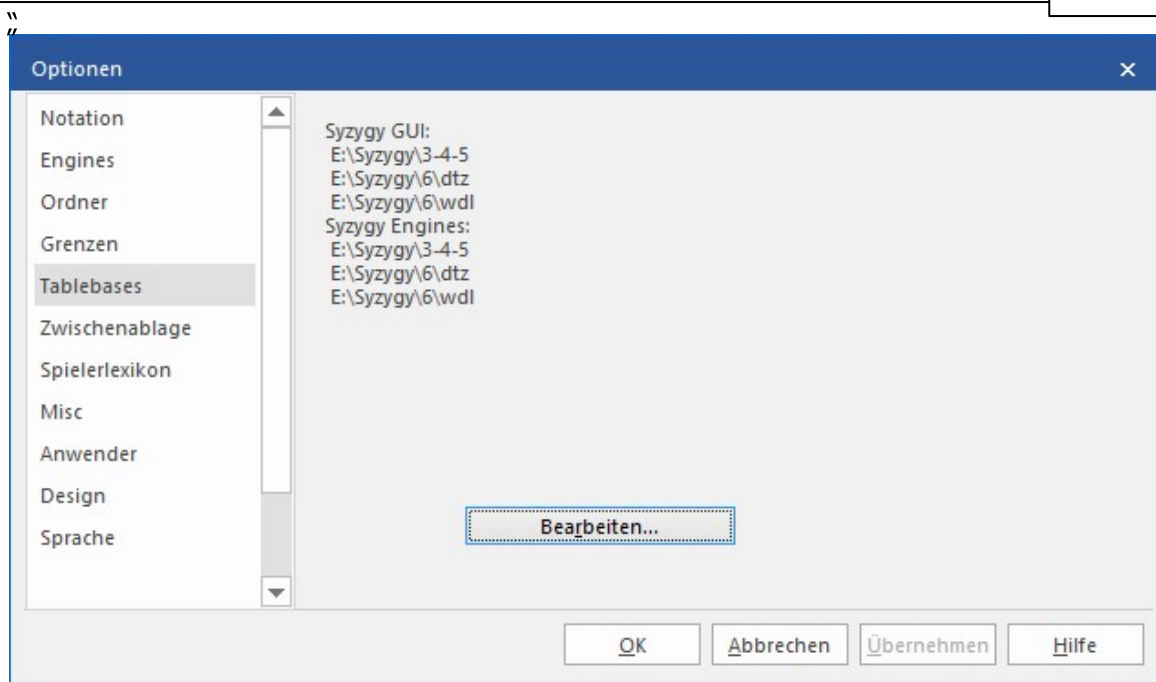 “
”
Optionen
Notation
Engines
Ordner
Grenzen
Tablebases
Zwischenablage
Spielerlexikon
Misc
Anwender
Design
Sprache
Syzygy GUI:
E:\Syzygy\3-4-5
E:\Syzygy\6\dtz
E:\Syzygy\6\wdl
Syzygy Engines:
E:\Syzygy\3-4-5
E:\Syzygy\6\dtz
E:\Syzygy\6\wdl
Bearbeiten...
OK
Abbrechen
Übernehmen
Hilfe